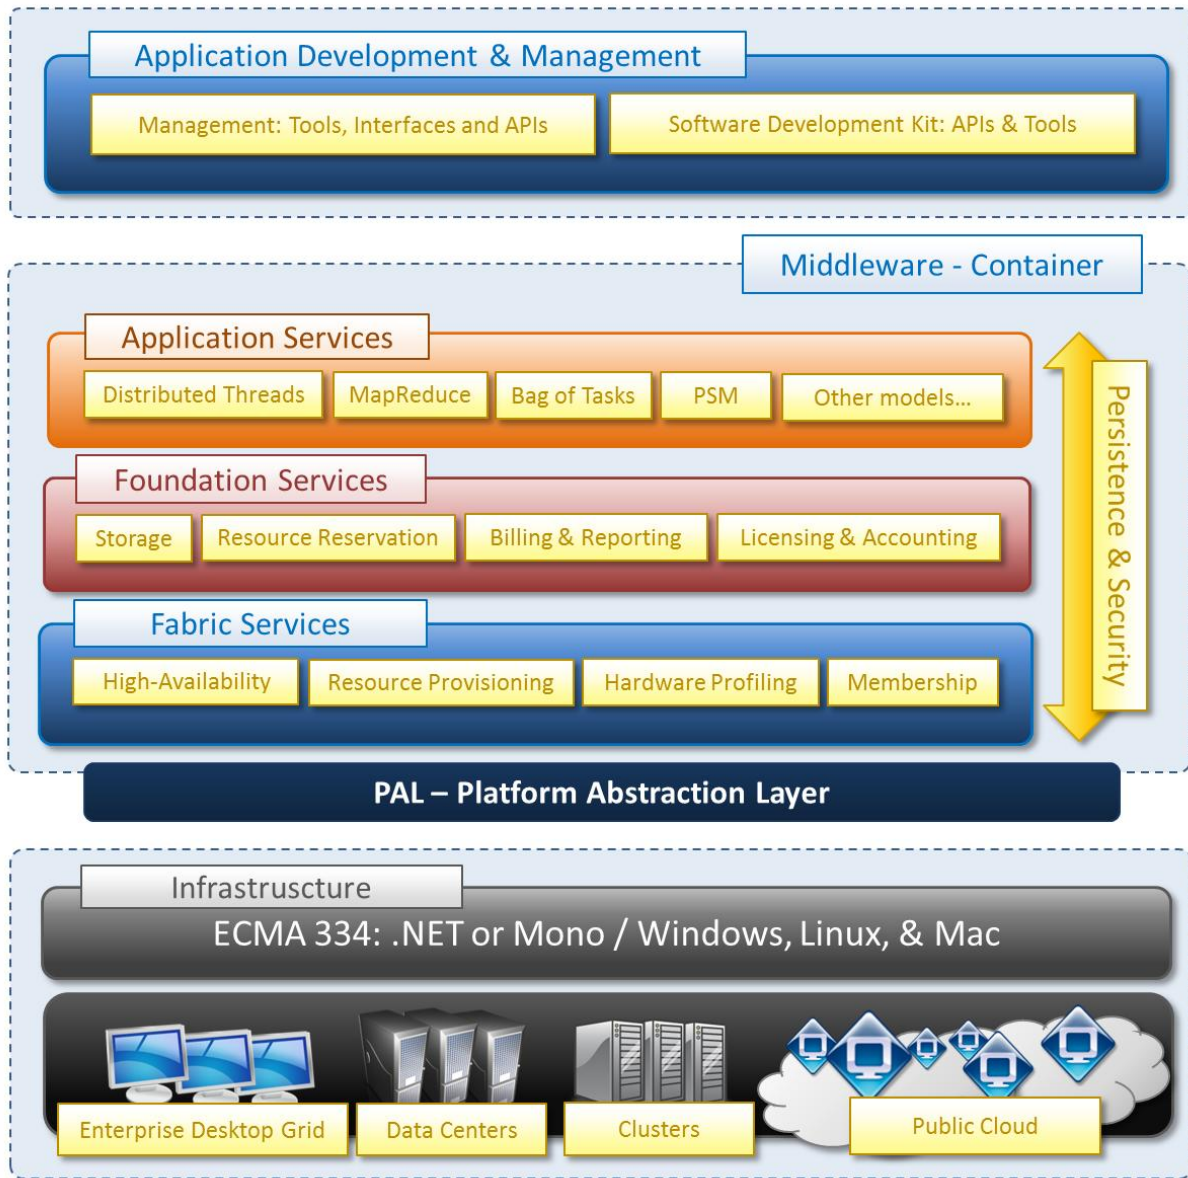 Application Development & Management
Management: Tools, Interfaces and APIs
Software Development Kit: APIs & Tools
Middleware - Container
Application Services
Distributed Threads
MapReduce
Bag of Tasks
PSM
Other models...
Persistence & Security
Foundation Services
Storage
Resource Reservation
Billing & Reporting
Licensing & Accounting
Fabric Services
High-Availability
Resource Provisioning
Hardware Profiling
Membership
PAL – Platform Abstraction Layer
Infrastruscture
ECMA 334: .NET or Mono / Windows, Linux, & Mac
Enterprise Desktop Grid
Data Centers
Clusters
Public Cloud